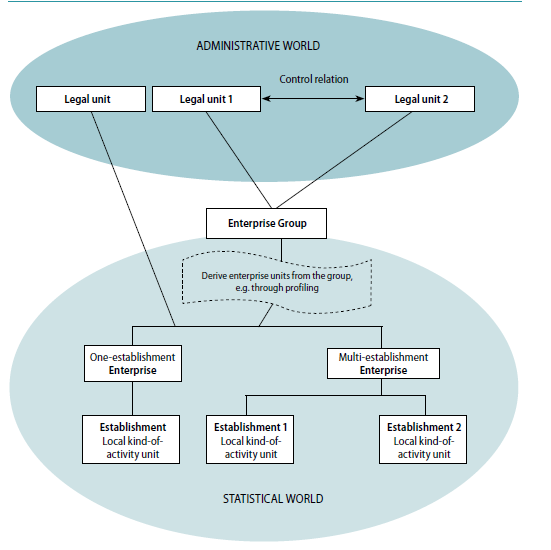 ADMINISTRATIVE WORLD
Control relation
Legal unit
Legal unit 1
Legal unit 2
Enterprise Group
Derive enterprise units from the group,
e.g. through profiling
One-establishment
Enterprise
Multi-establishment
Enterprise
Establishment
Local kind-of-
activity unit
Establishment 1
Local kind-of-
activity unit
Establishment 2
Local kind-of-
activity unit
STATISTICAL WORLD